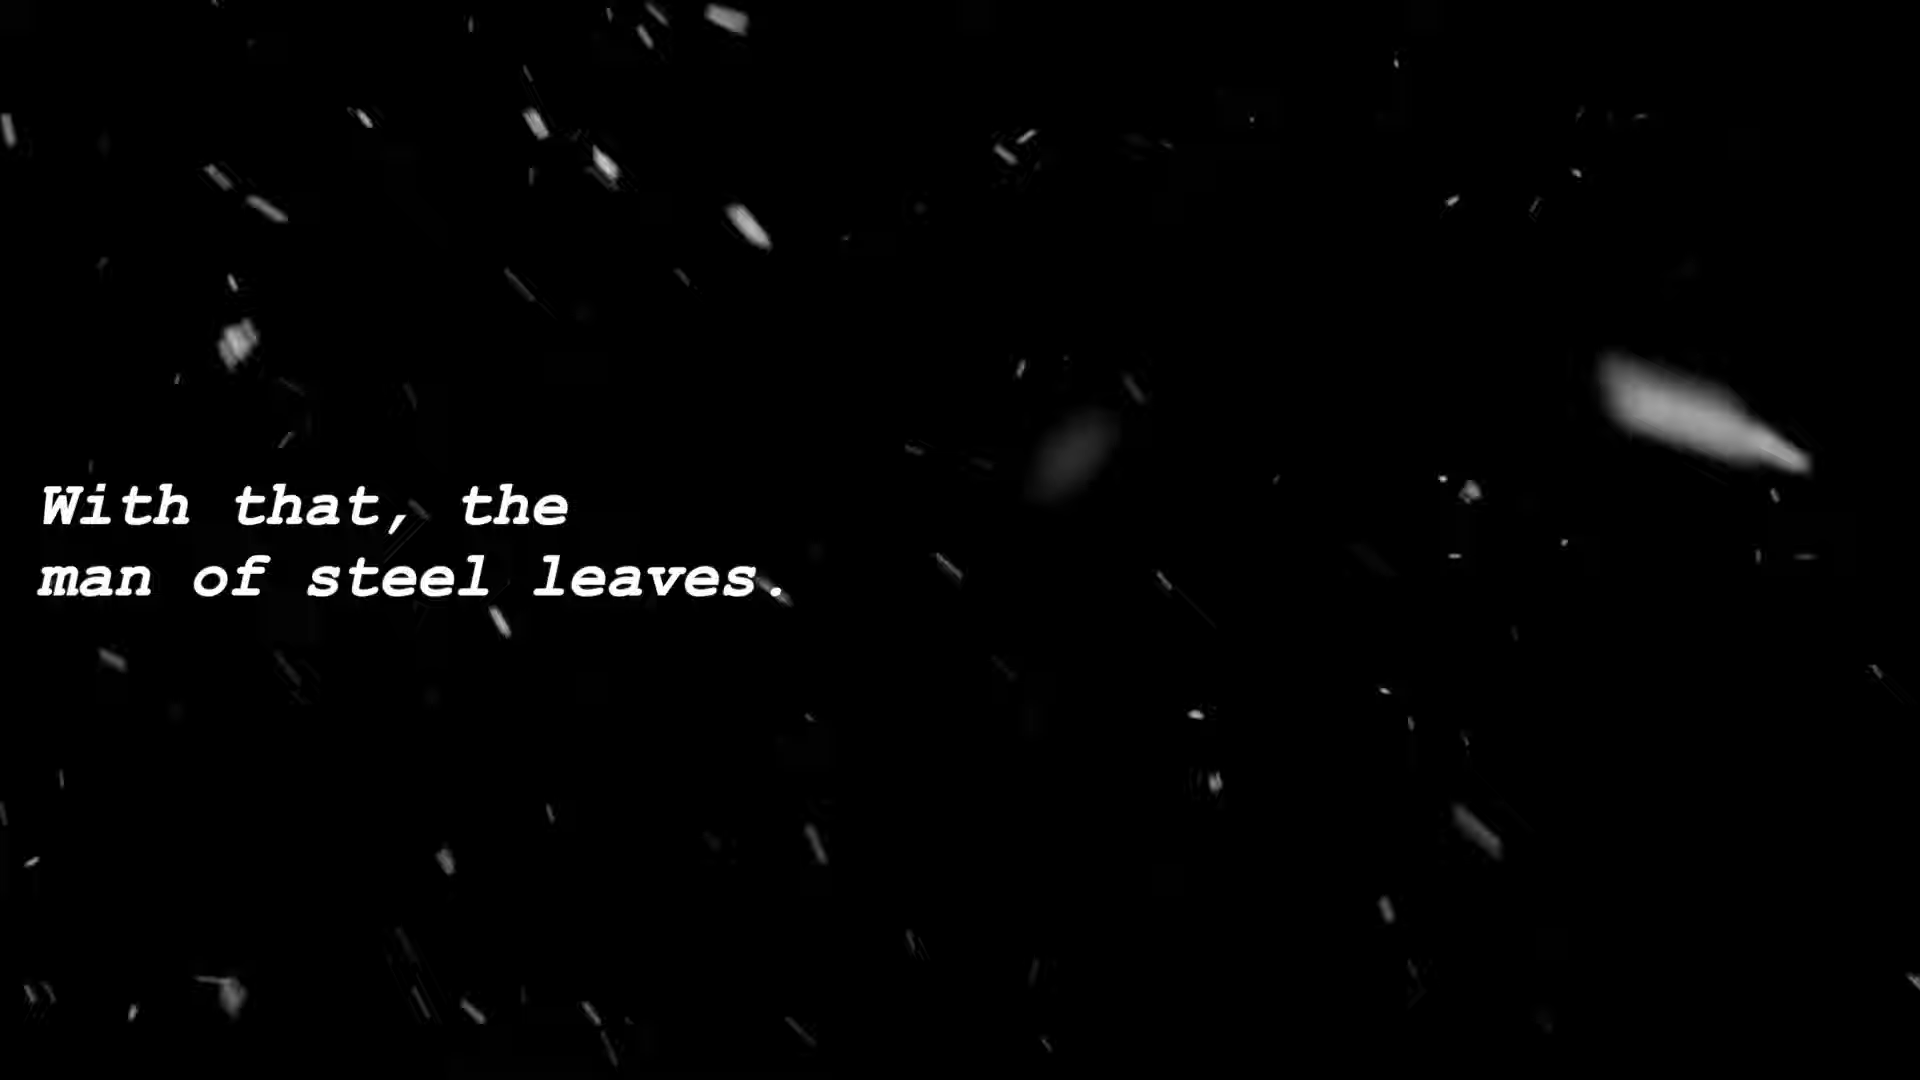 With that, the
man of steel leaves.